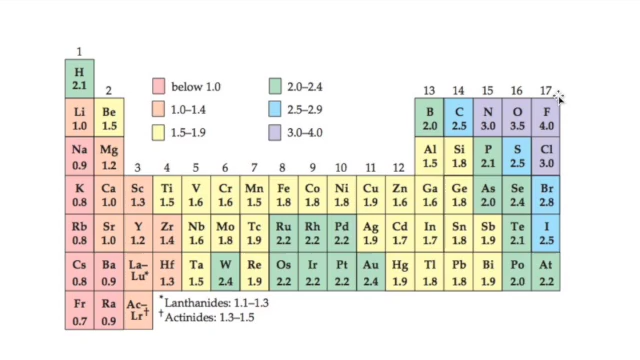 1
H
2.1
2
below 1.0
2.0–2.4
13 14 15 16 17
Li Be
1.0 1.5
1.0–1.4
2.5–2.9
B C N O F
2.0 2.5 3.0 3.5 4.0
1.5–1.9
3.0–4.0
Na Mg
0.9 1.2
3 4 5 6 7 8 9 10 11 12
Al Si P S Cl
1.5 1.8 2.1 2.5 3.0
K Ca Sc Ti V Cr Mn Fe Co Ni Cu Zn Ga Ge As Se Br
0.8 1.0 1.3 1.5 1.6 1.6 1.5 1.8 1.8 1.8 1.9 1.6 1.6 1.8 2.0 2.4 2.8
Rb Sr Y Zr Nb Mo Tc Ru Rh Pd Ag Cd In Sn Sb Te I
0.8 1.0 1.2 1.4 1.6 1.8 1.9 2.2 2.2 2.2 1.9 1.7 1.7 1.8 1.9 2.1 2.5
Cs Ba La– Lu* Hf Ta W Re Os Ir Pt Au Hg Tl Pb Bi Po At
0.8 0.9 1.3 1.5 2.4 1.9 2.2 2.2 2.2 2.4 1.9 1.8 1.8 1.9 2.0 2.2
Fr Ra Ac– Lr†
0.7 0.9
*Lanthanides: 1.1–1.3
†Actinides: 1.3–1.5